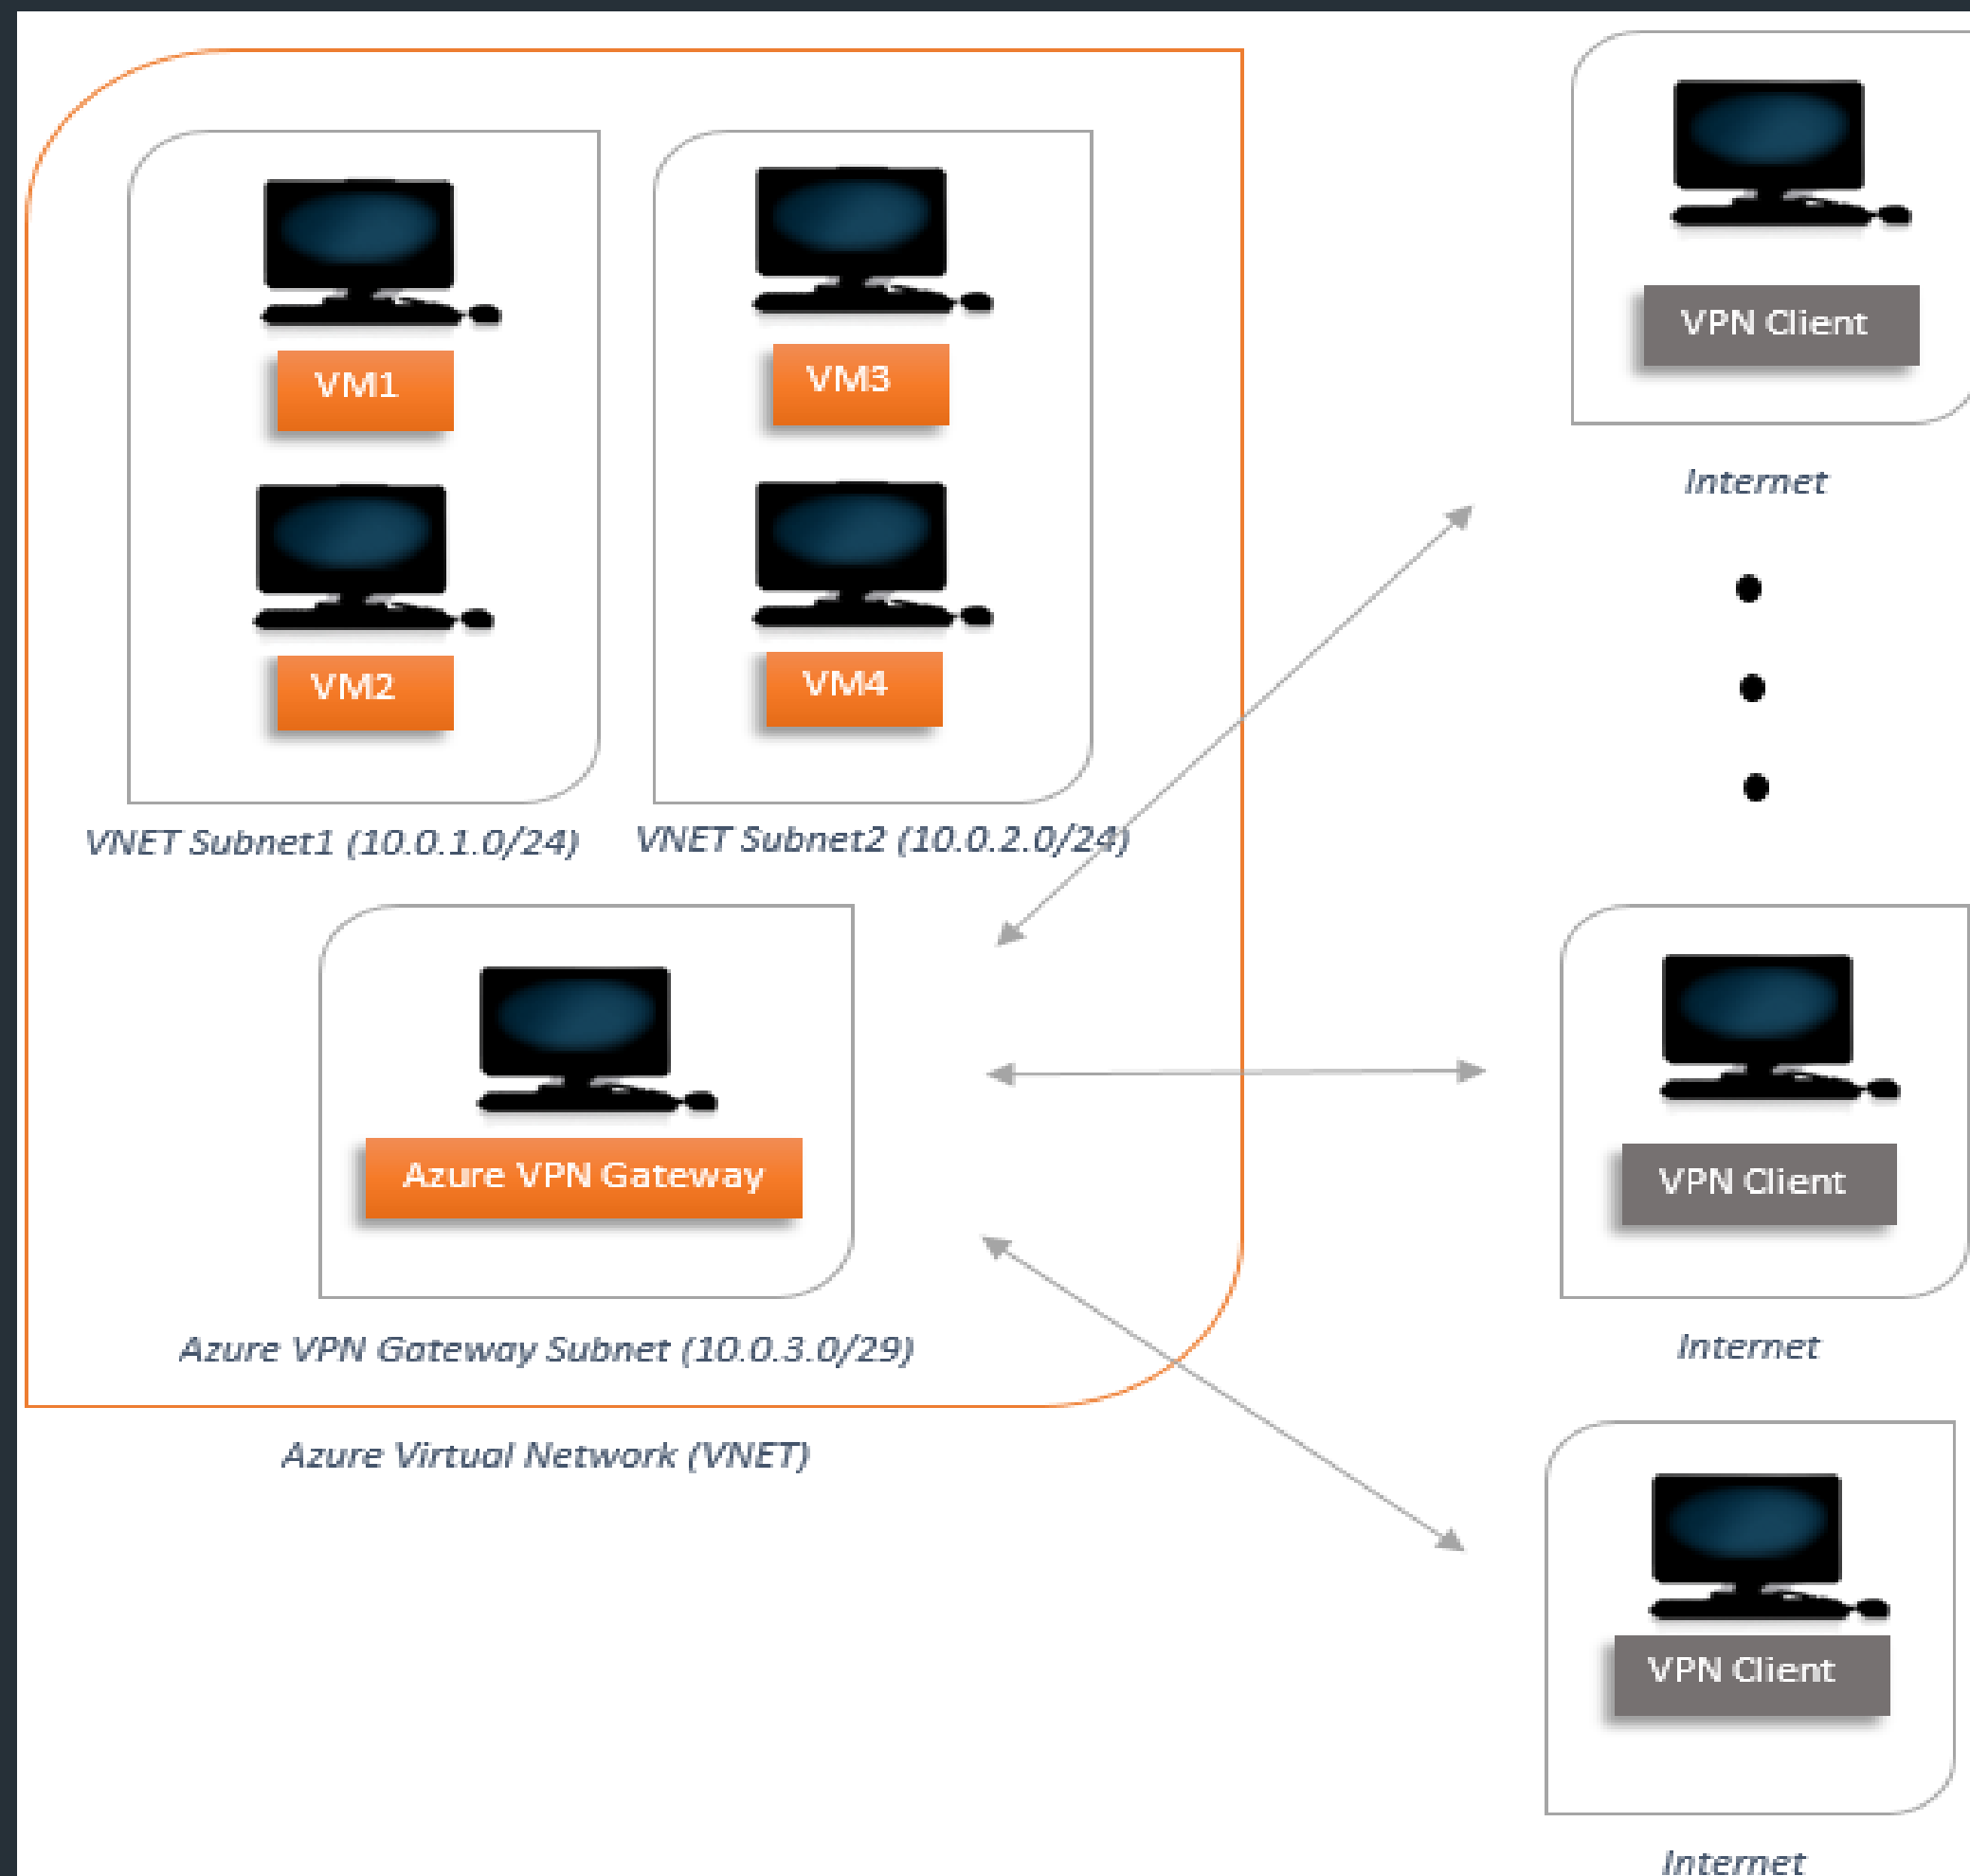 VM1
VM2
VNET Subnet1 (10.0.1.0/24)
VM3
VM4
VNET Subnet2 (10.0.2.0/24)
Azure VPN Gateway
Azure VPN Gateway Subnet (10.0.3.0/29)
Azure Virtual Network (VNET)
VPN Client
Internet
VPN Client
Internet
VPN Client
Internet